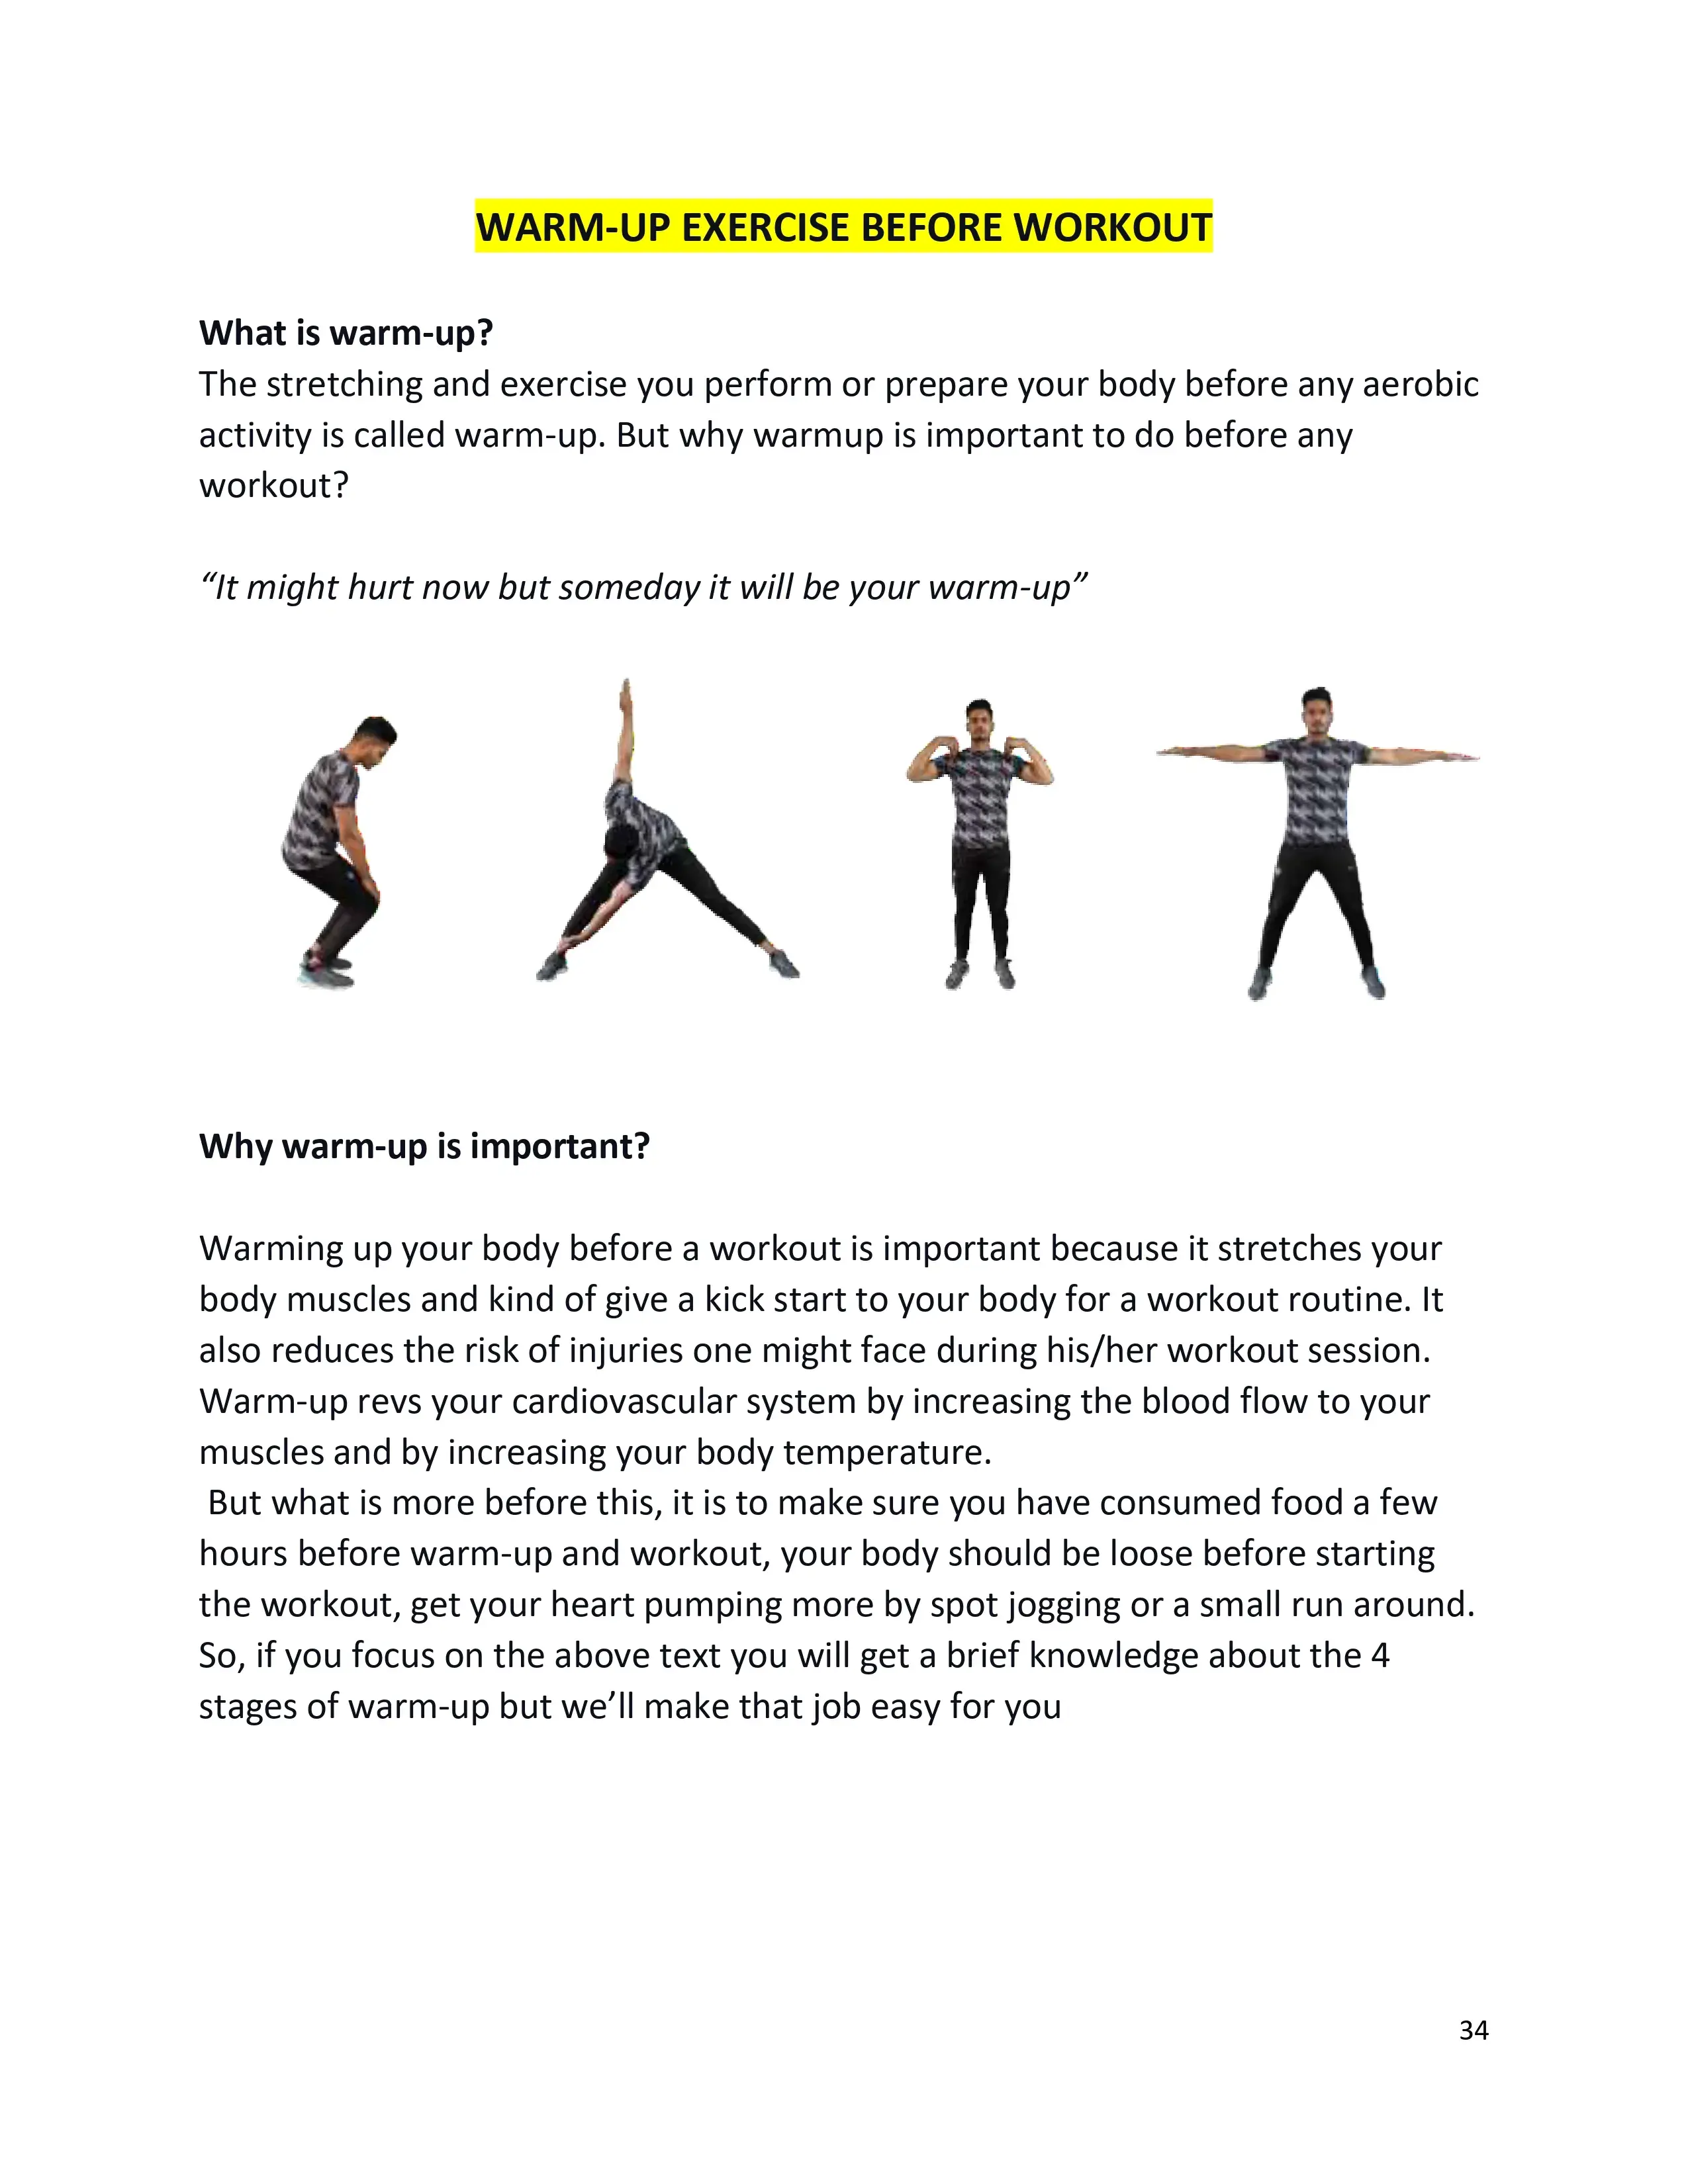 WARM-UP EXERCISE BEFORE WORKOUT
What is warm-up?
The stretching and exercise you perform or prepare your body before any aerobic
activity is called warm-up. But why warmup is important to do before any
workout?
“It might hurt now but someday it will be your warm-up”
Why warm-up is important?
Warming up your body before a workout is important because it stretches your
body muscles and kind of give a kick start to your body for a workout routine. It
also reduces the risk of injuries one might face during his/her workout session.
Warm-up revs your cardiovascular system by increasing the blood flow to your
muscles and by increasing your body temperature.
But what is more before this, it is to make sure you have consumed food a few
hours before warm-up and workout, your body should be loose before starting
the workout, get your heart pumping more by spot jogging or a small run around.
So, if you focus on the above text you will get a brief knowledge about the 4
stages of warm-up but we’ll make that job easy for you
34